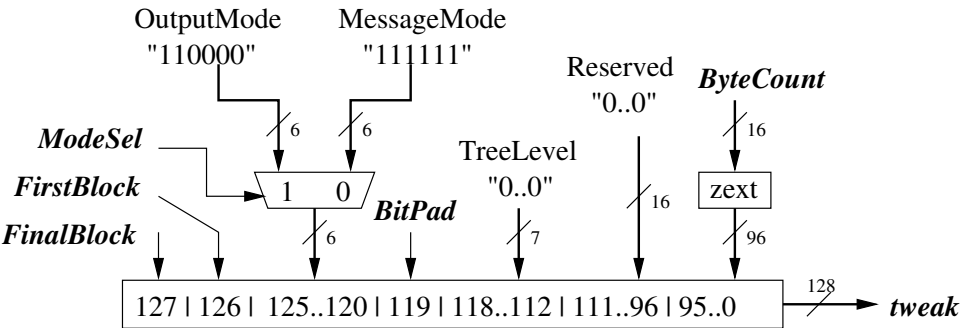 OutputMode MessageMode
"110000" "111111"
Reserved
"0..0"
ByteCount
6 6 16
ModeSel
TreeLevel
"0..0"
1 0
zext
FirstBlock
BitPad
16
FinalBlock
6 7 96
127 | 126 | 125..120 | 119 | 118..112 | 111..96 | 95..0
128
tweak